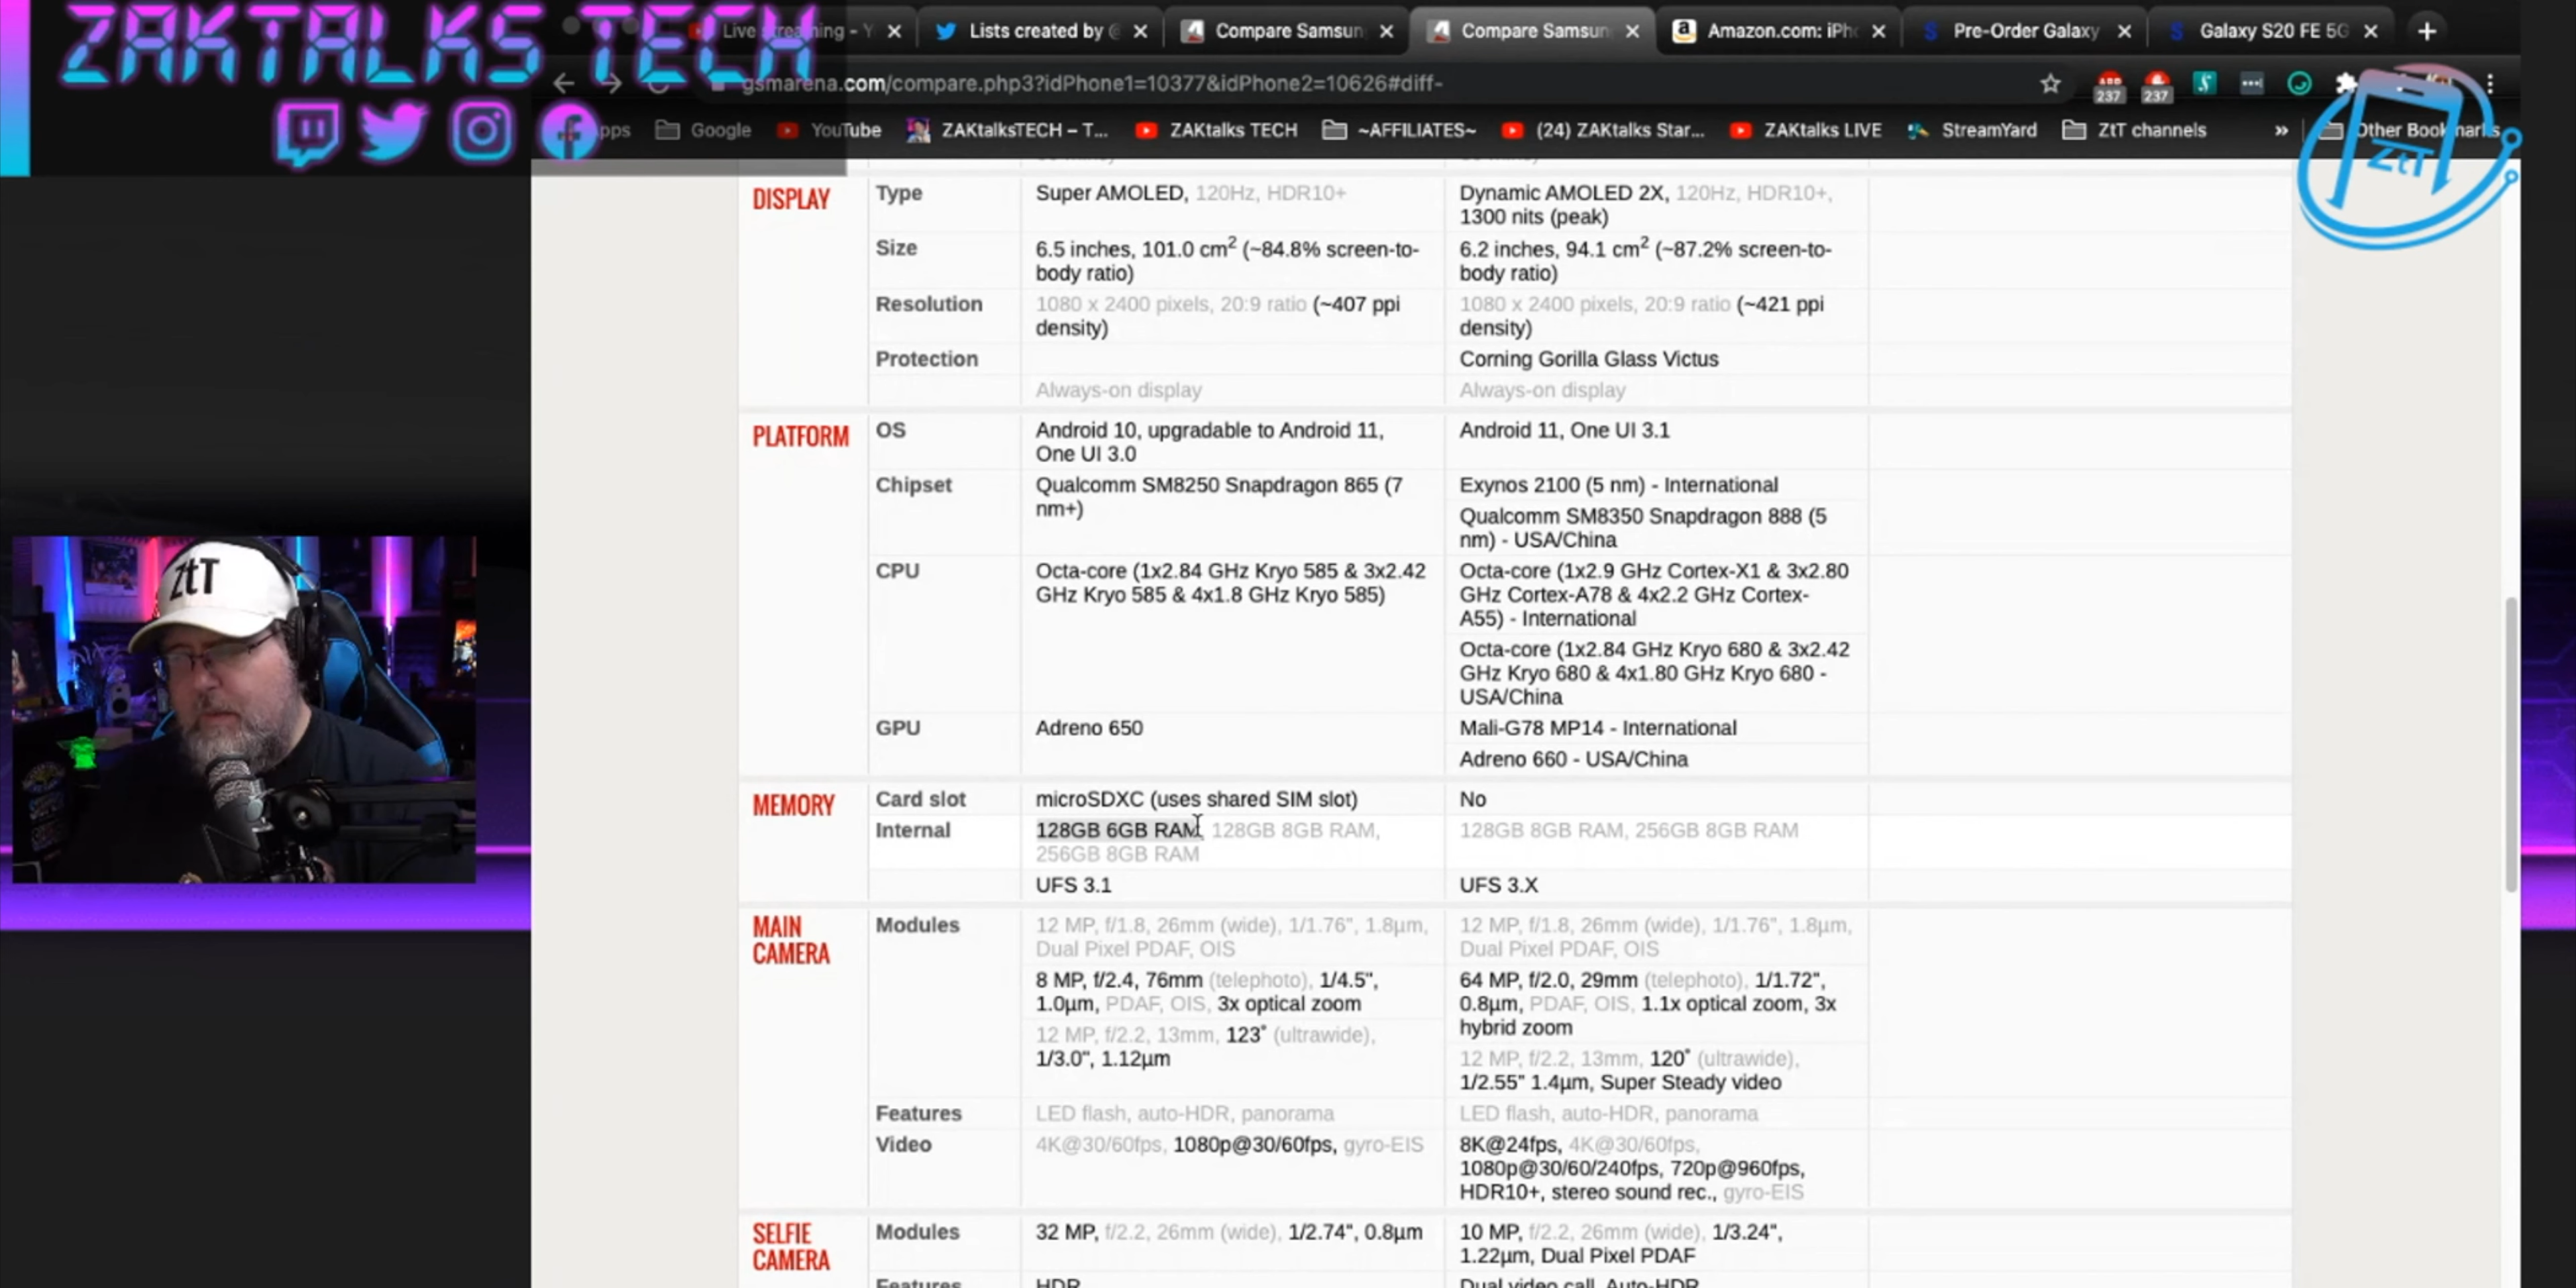 ZAKTALKS TECH
Live streaming - Y
Lists created by @
Compare Samsun
Compare Samsun
Amazon.com: iPh
Pre-Order Galaxy
Galaxy S20 FE 5G
gsmarena.com/compare.php3?idPhone1=10377&idPhone2=10626#diff-
237
237
Apps
Google
YouTube
ZAKtalksTECH – T...
ZAKtalks TECH
~AFFILIATES~
(24) ZAKtalks Star...
ZAKtalks LIVE
StreamYard
ZtT channels
Other Bookmarks
ZtT
DISPLAY Type Super AMOLED, 120Hz, HDR10+ Dynamic AMOLED 2X, 120Hz, HDR10+,
1300 nits (peak)
Size 6.5 inches, 101.0 cm2 (~84.8% screen-to- 6.2 inches, 94.1 cm2 (~87.2% screen-to-
body ratio) body ratio)
Resolution 1080 x 2400 pixels, 20:9 ratio (~407 ppi 1080 x 2400 pixels, 20:9 ratio (~421 ppi
density) density)
Protection Corning Gorilla Glass Victus
Always-on display Always-on display
PLATFORM OS Android 10, upgradable to Android 11, Android 11, One UI 3.1
One UI 3.0
Chipset Qualcomm SM8250 Snapdragon 865 (7 Exynos 2100 (5 nm) - International
nm+) Qualcomm SM8350 Snapdragon 888 (5
nm) - USA/China
CPU Octa-core (1x2.84 GHz Kryo 585 & 3x2.42 Octa-core (1x2.9 GHz Cortex-X1 & 3x2.80
GHz Kryo 585 & 4x1.8 GHz Kryo 585) GHz Cortex-A78 & 4x2.2 GHz Cortex-
A55) - International
Octa-core (1x2.84 GHz Kryo 680 & 3x2.42
GHz Kryo 680 & 4x1.80 GHz Kryo 680 -
USA/China
GPU Adreno 650 Mali-G78 MP14 - International
Adreno 660 - USA/China
ZtT
MEMORY Card slot microSDXC (uses shared SIM slot) No
Internal 128GB 6GB RAM, 128GB 8GB RAM, 128GB 8GB RAM, 256GB 8GB RAM
256GB 8GB RAM
UFS 3.1 UFS 3.X
MAIN Modules 12 MP, f/1.8, 26mm (wide), 1/1.76", 1.8µm, 12 MP, f/1.8, 26mm (wide), 1/1.76", 1.8µm,
CAMERA Dual Pixel PDAF, OIS Dual Pixel PDAF, OIS
8 MP, f/2.4, 76mm (telephoto), 1/4.5", 64 MP, f/2.0, 29mm (telephoto), 1/1.72",
1.0µm, PDAF, OIS, 3x optical zoom 0.8µm, PDAF, OIS, 1.1x optical zoom, 3x
hybrid zoom
12 MP, f/2.2, 13mm, 123˚ (ultrawide), 12 MP, f/2.2, 13mm, 120˚ (ultrawide),
1/3.0", 1.12µm 1/2.55" 1.4µm, Super Steady video
Features LED flash, auto-HDR, panorama LED flash, auto-HDR, panorama
Video 4K@30/60fps, 1080p@30/60fps, gyro-EIS 8K@24fps, 4K@30/60fps,
1080p@30/60/240fps, 720p@960fps,
HDR10+, stereo sound rec., gyro-EIS
SELFIE Modules 32 MP, f/2.2, 26mm (wide), 1/2.74", 0.8µm 10 MP, f/2.2, 26mm (wide), 1/3.24",
CAMERA 1.22µm, Dual Pixel PDAF
Features HDR Dual video call, Auto-HDR